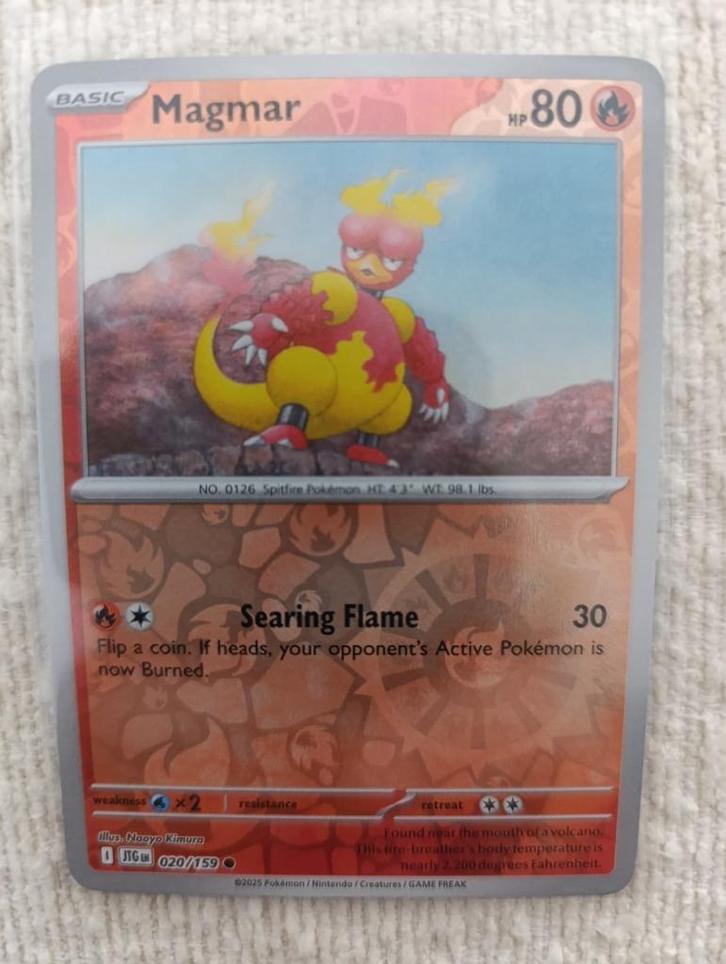 BASIC Magmar HP 80
NO. 0126 Spitfire Pokémon HT: 4'3" WT: 98.1 lbs.
Searing Flame 30
Flip a coin. If heads, your opponent's Active Pokémon is
now Burned.
weakness ×2 resistance retreat
Illus. Naoyo Kimura
Found near the mouth of a volcano.
This fire-breather's body temperature is
nearly 2,200 degrees Fahrenheit.
I JTG EN 020/159
©2025 Pokémon / Nintendo / Creatures / GAME FREAK